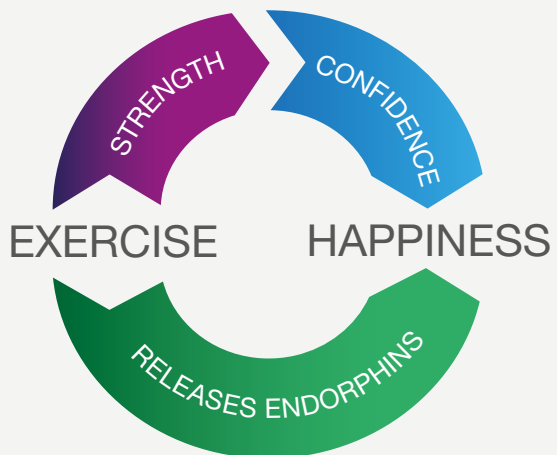 STRENGTH
CONFIDENCE
EXERCISE
HAPPINESS
RELEASES ENDORPHINS